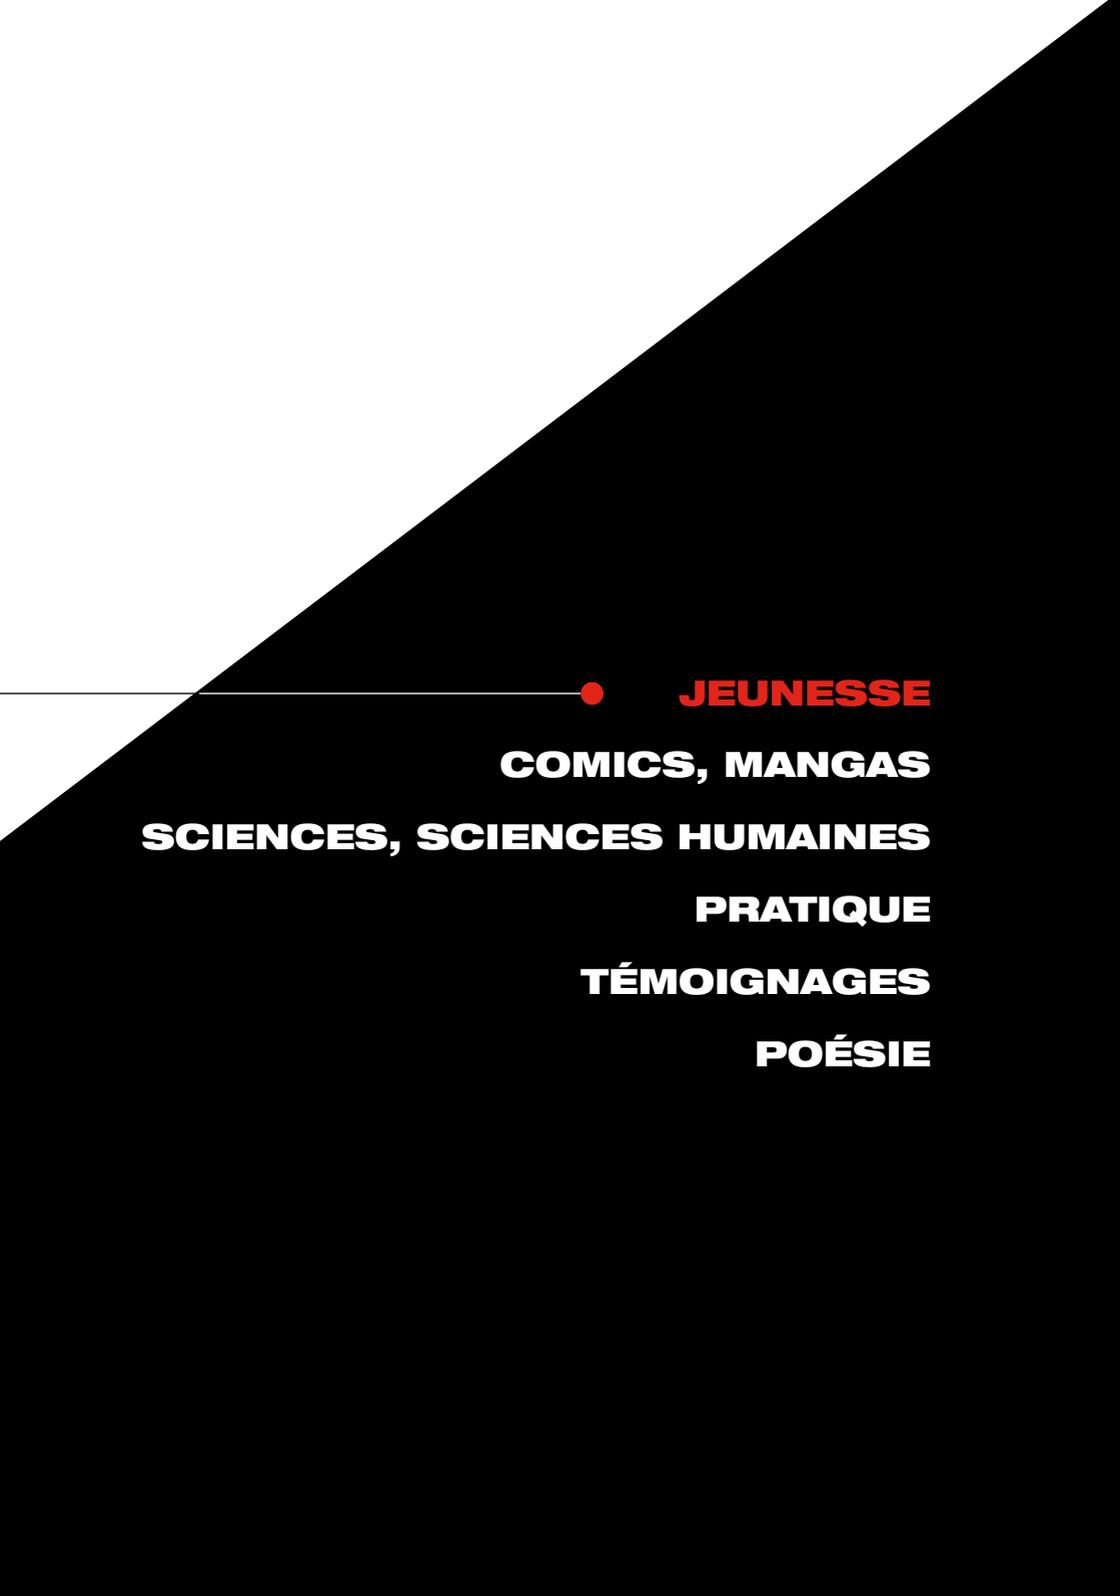 JEUNESSE
COMICS, MANGAS
SCIENCES, SCIENCES HUMAINES
PRATIQUE
TÉMOIGNAGES
POÉSIE